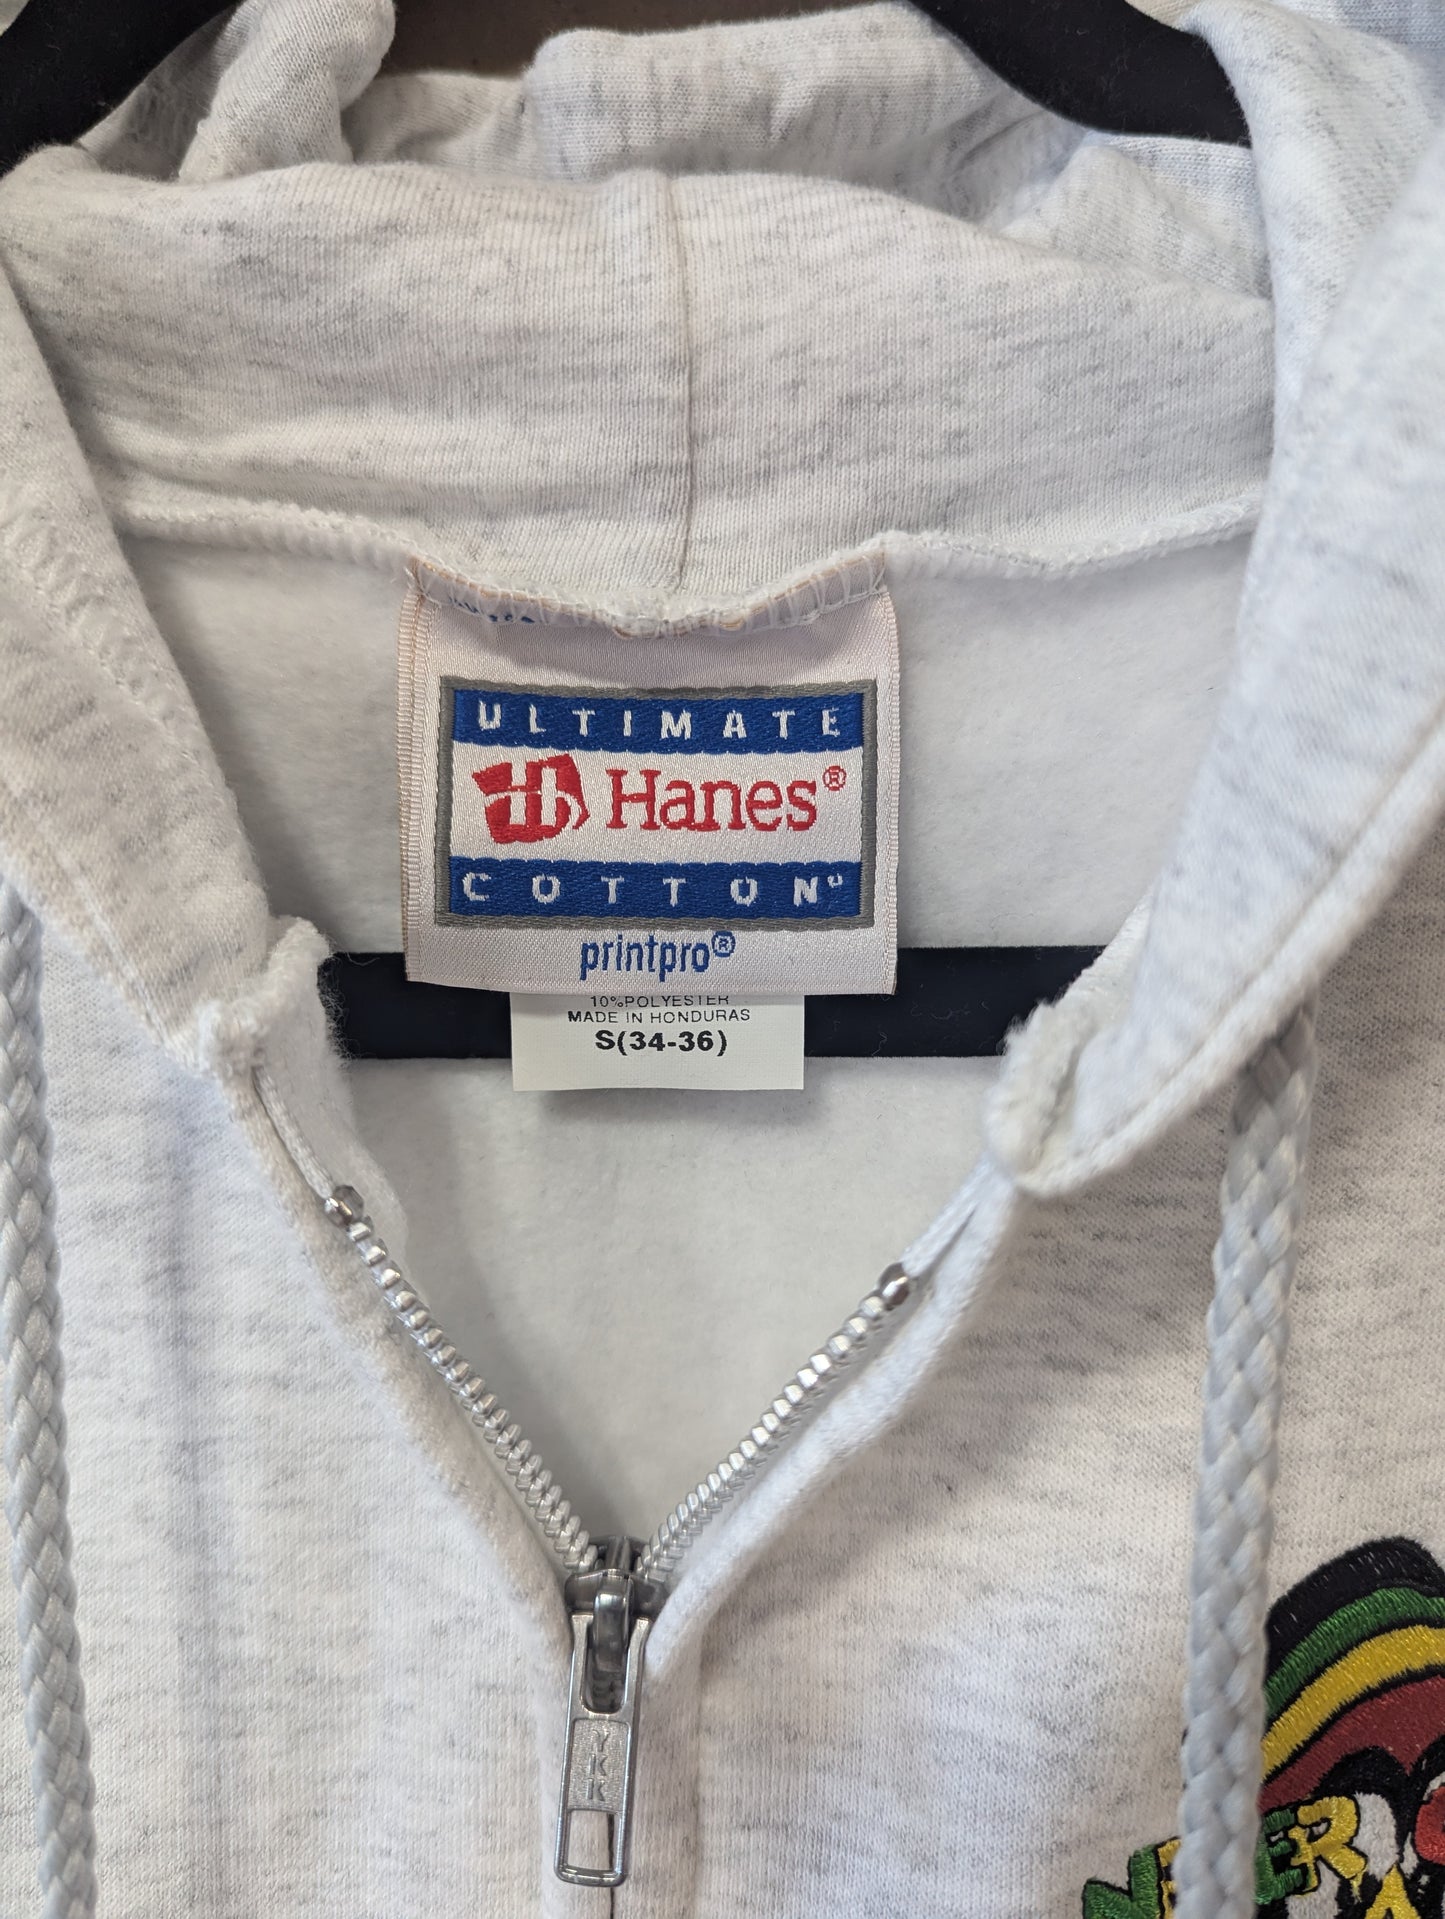 ULTIMATE
Hanes®
COTTON
printpro®
10%POLYESTER
MADE IN HONDURAS
S(34-36)
YKK